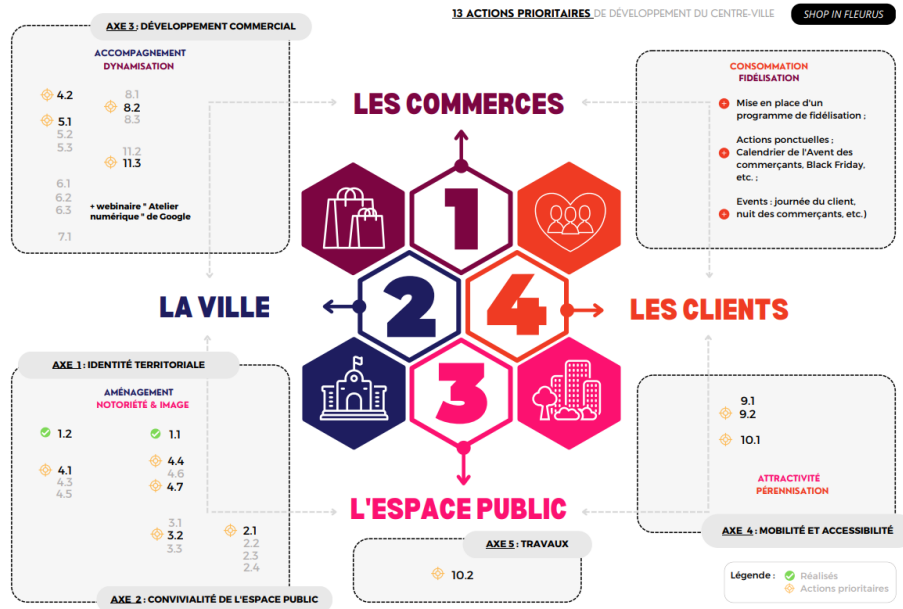 13 ACTIONS PRIORITAIRES DE DÉVELOPPEMENT DU CENTRE-VILLE
SHOP IN FLEURUS
AXE 3 : DÉVELOPPEMENT COMMERCIAL
ACCOMPAGNEMENT
DYNAMISATION
4.2
5.1
5.2
5.3
6.1
6.2
6.3
7.1
8.1
8.2
8.3
11.2
11.3
+ webinaire " Atelier
numérique " de Google
LES COMMERCES
CONSOMMATION
FIDÉLISATION
Mise en place d'un
programme de fidélisation ;
Actions ponctuelles ;
Calendrier de l'Avent des
commerçants, Black Friday,
etc. ;
Events : journée du client,
nuit des commerçants, etc.)
1
2
4
3
LA VILLE
LES CLIENTS
AXE 1 : IDENTITÉ TERRITORIALE
AMÉNAGEMENT
NOTORIÉTÉ & IMAGE
1.2
4.1
4.3
4.5
1.1
4.4
4.6
4.7
3.1
3.2
3.3
2.1
2.2
2.3
2.4
AXE 2 : CONVIVIALITÉ DE L'ESPACE PUBLIC
L'ESPACE PUBLIC
AXE 5 : TRAVAUX
10.2
9.1
9.2
10.1
ATTRACTIVITÉ
PÉRENNISATION
AXE 4 : MOBILITÉ ET ACCESSIBILITÉ
Légende :
Réalisés
Actions prioritaires